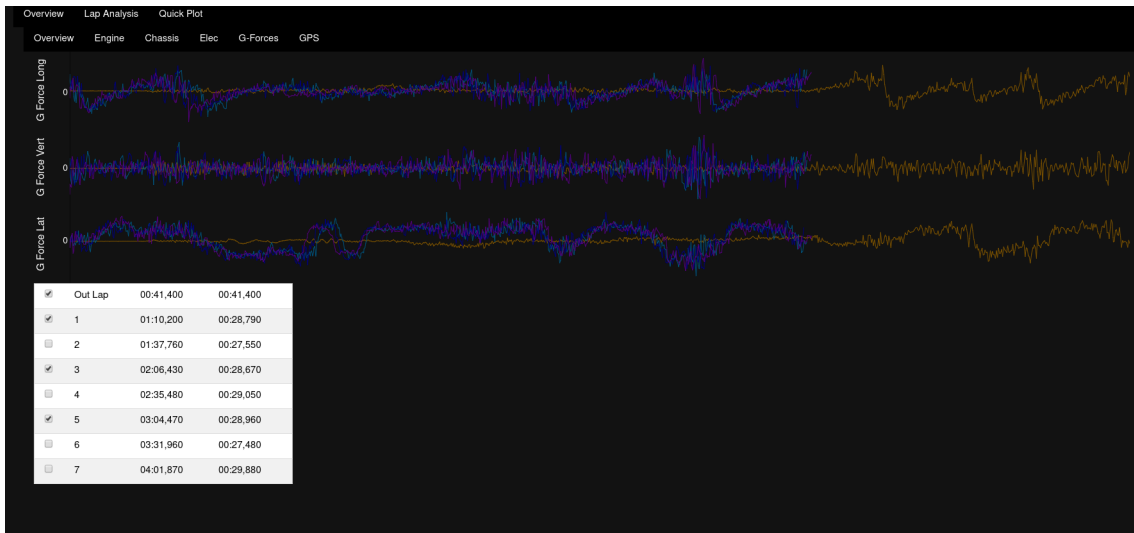 Overview Lap Analysis Quick Plot
Overview Engine Chassis Elec G-Forces GPS
G Force Long
0
G Force Vert
0
G Force Lat
0
Out Lap 00:41,400 00:41,400
1 01:10,200 00:28,790
2 01:37,760 00:27,550
3 02:06,430 00:28,670
4 02:35,480 00:29,050
5 03:04,470 00:28,960
6 03:31,960 00:27,480
7 04:01,870 00:29,880